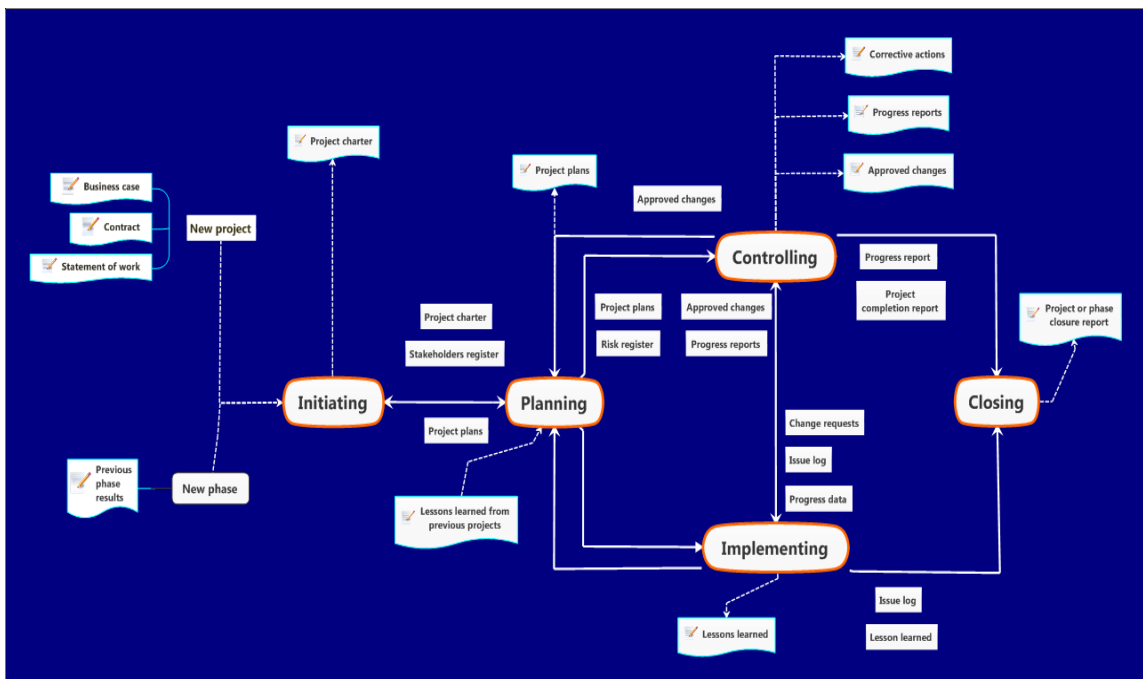 Corrective actions
Progress reports
Approved changes
Project charter
Project plans
Business case
Contract
Statement of work
New project
Approved changes
Controlling
Progress report
Project
completion report
Project plans
Risk register
Approved changes
Progress reports
Project or phase
closure report
Project charter
Stakeholders register
Initiating
Planning
Closing
Project plans
Change requests
Issue log
Progress data
Previous
phase
results
New phase
Lessons learned from
previous projects
Implementing
Issue log
Lesson learned
Lessons learned